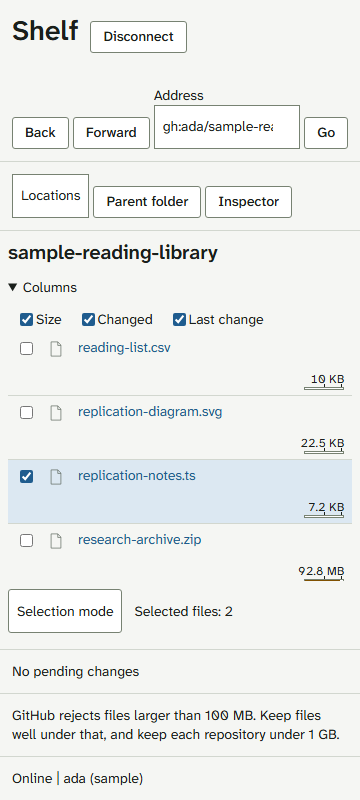 Shelf
Disconnect
Address
Back
Forward
gh:ada/sample-rea
Go
Locations
Parent folder
Inspector
sample-reading-library
Columns
Size
Changed
Last change
reading-list.csv
10 KB
replication-diagram.svg
22.5 KB
replication-notes.ts
7.2 KB
research-archive.zip
92.8 MB
Selection mode
Selected files: 2
No pending changes
GitHub rejects files larger than 100 MB. Keep files
well under that, and keep each repository under 1 GB.
Online | ada (sample)